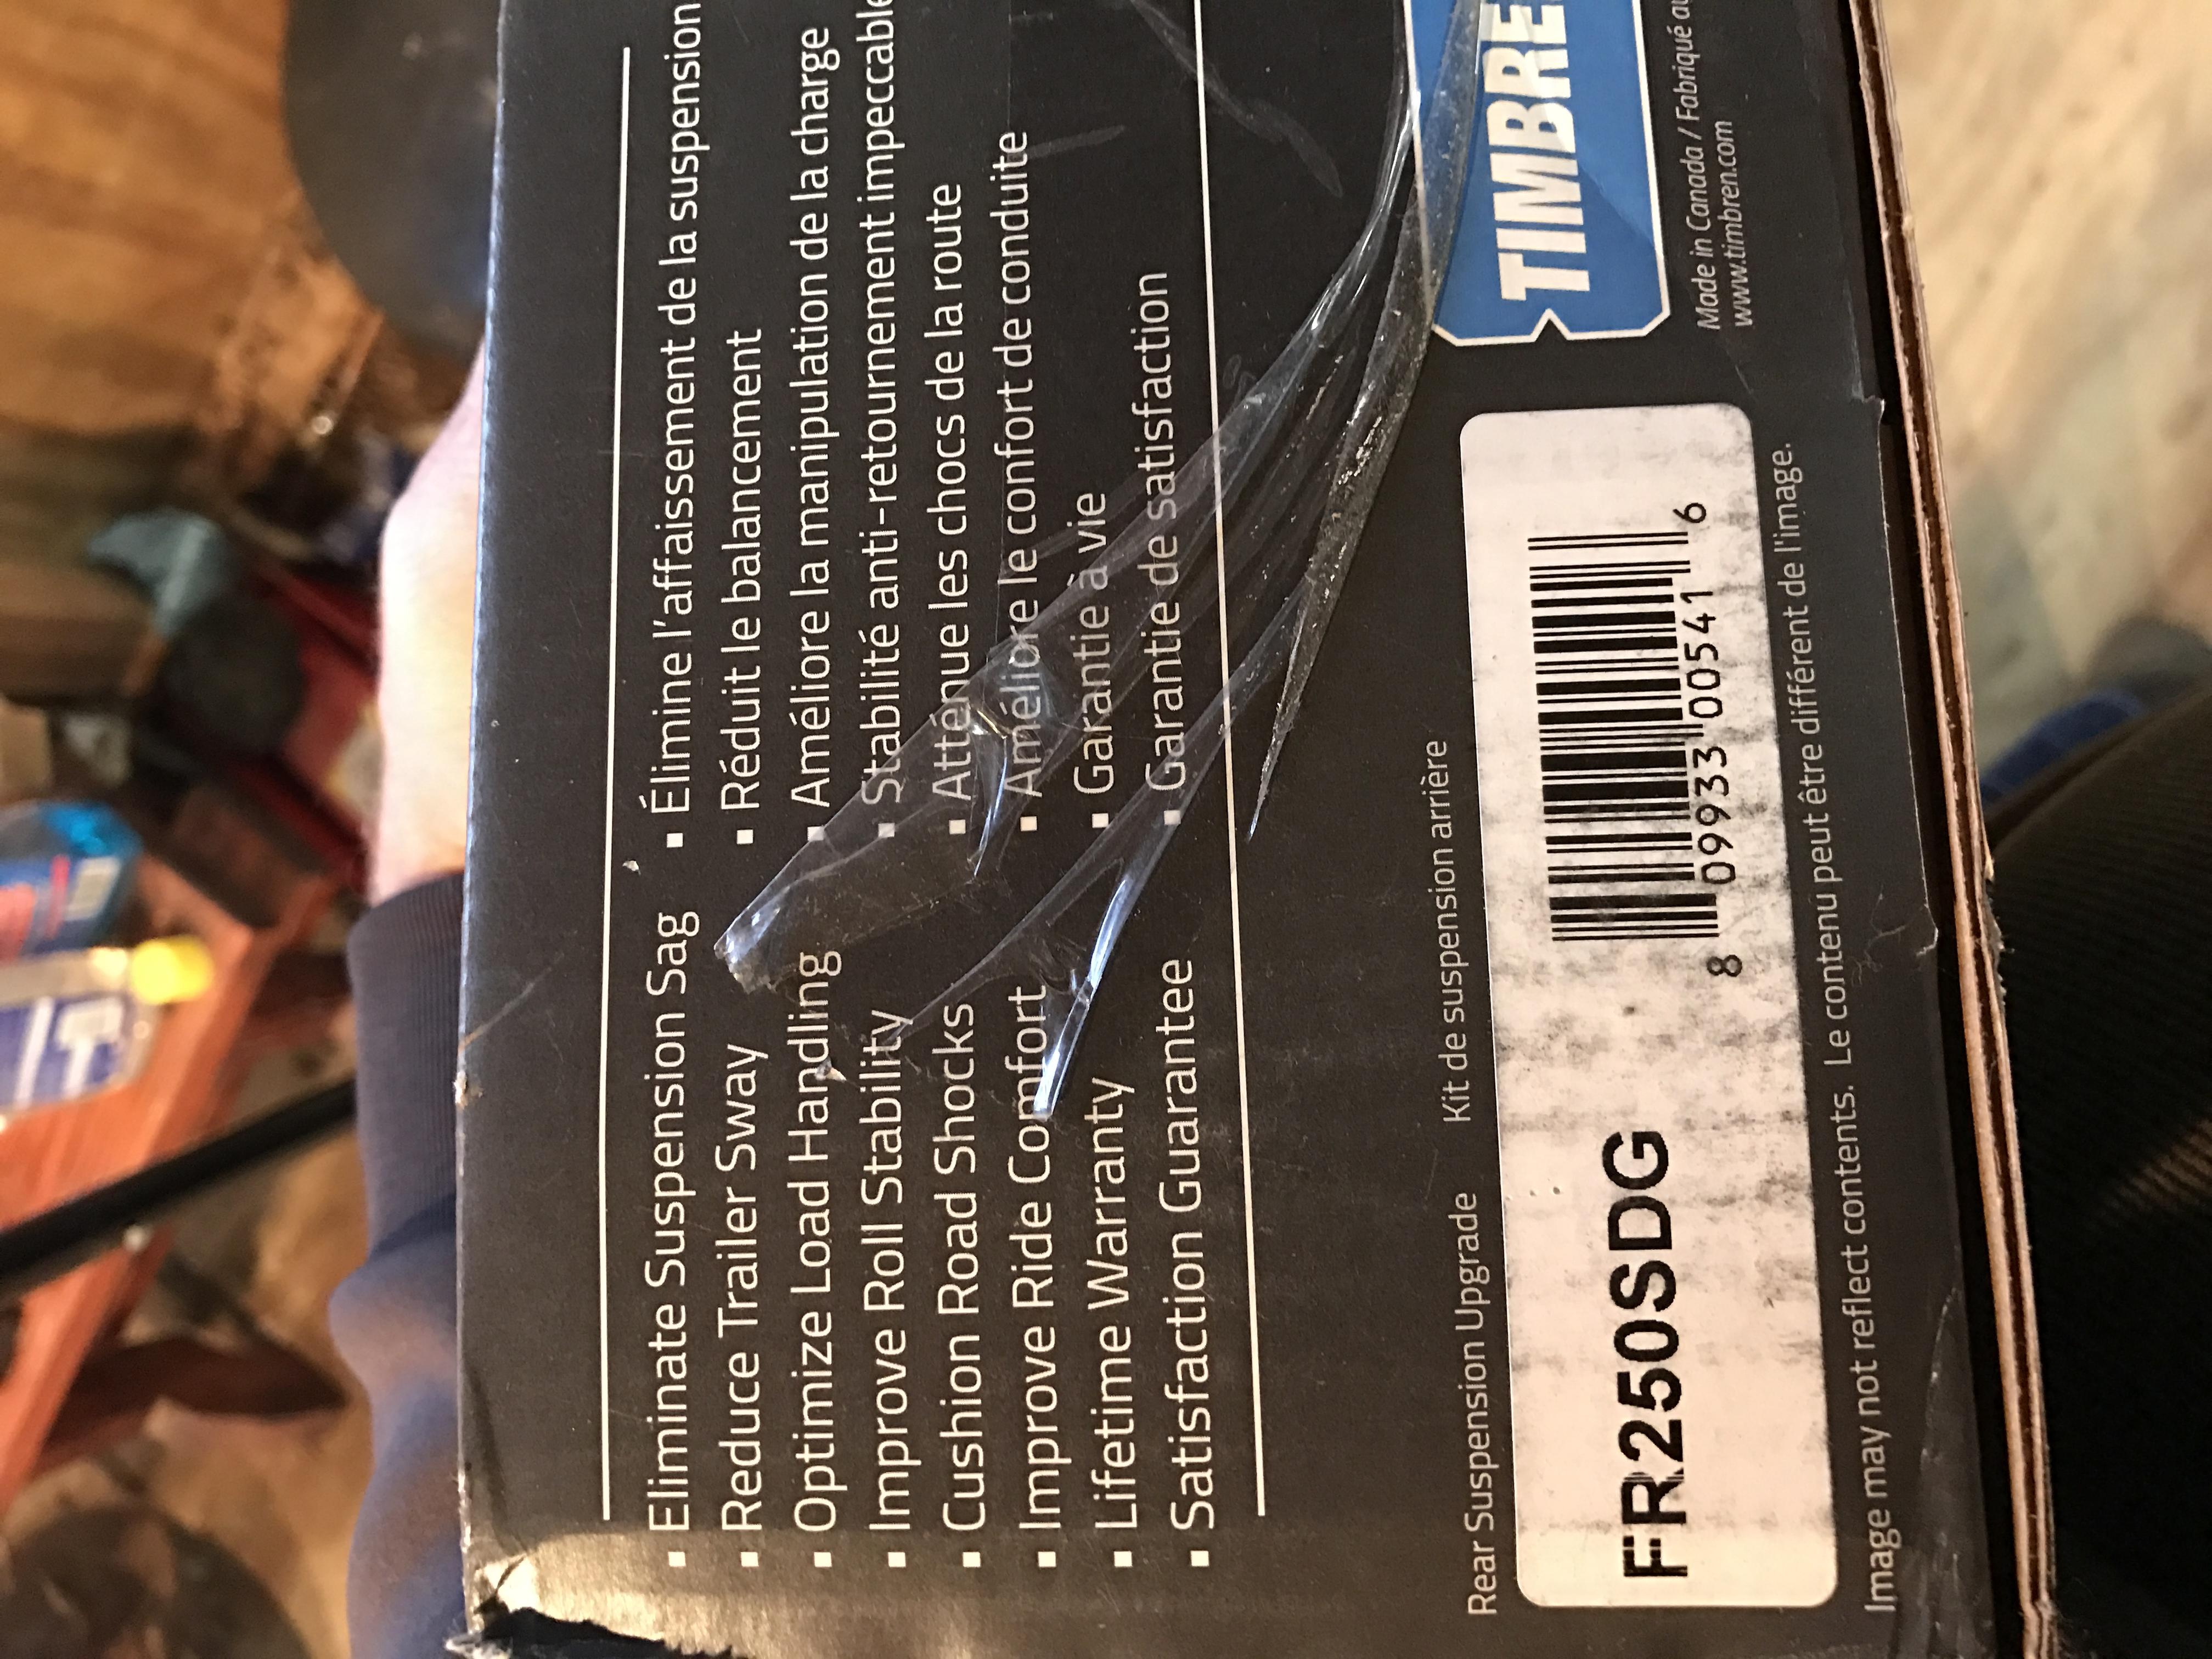 Eliminate Suspension Sag
Reduce Trailer Sway
Optimize Load Handling
Improve Roll Stability
Cushion Road Shocks
Improve Ride Comfort
Lifetime Warranty
Satisfaction Guarantee
Élimine l'affaissement de la suspension
Réduit le balancement
Améliore la manipulation de la charge
Stabilité anti-retournement impeccable
Atténue les chocs de la route
Améliore le confort de conduite
Garantie à vie
Garantie de satisfaction
Rear Suspension Upgrade Kit de suspension arrière
FR250SDG
8 09933 00541 6
TIMBRE
Made in Canada / Fabriqué au
www.timbren.com
Image may not reflect contents. Le contenu peut être différent de l'image.